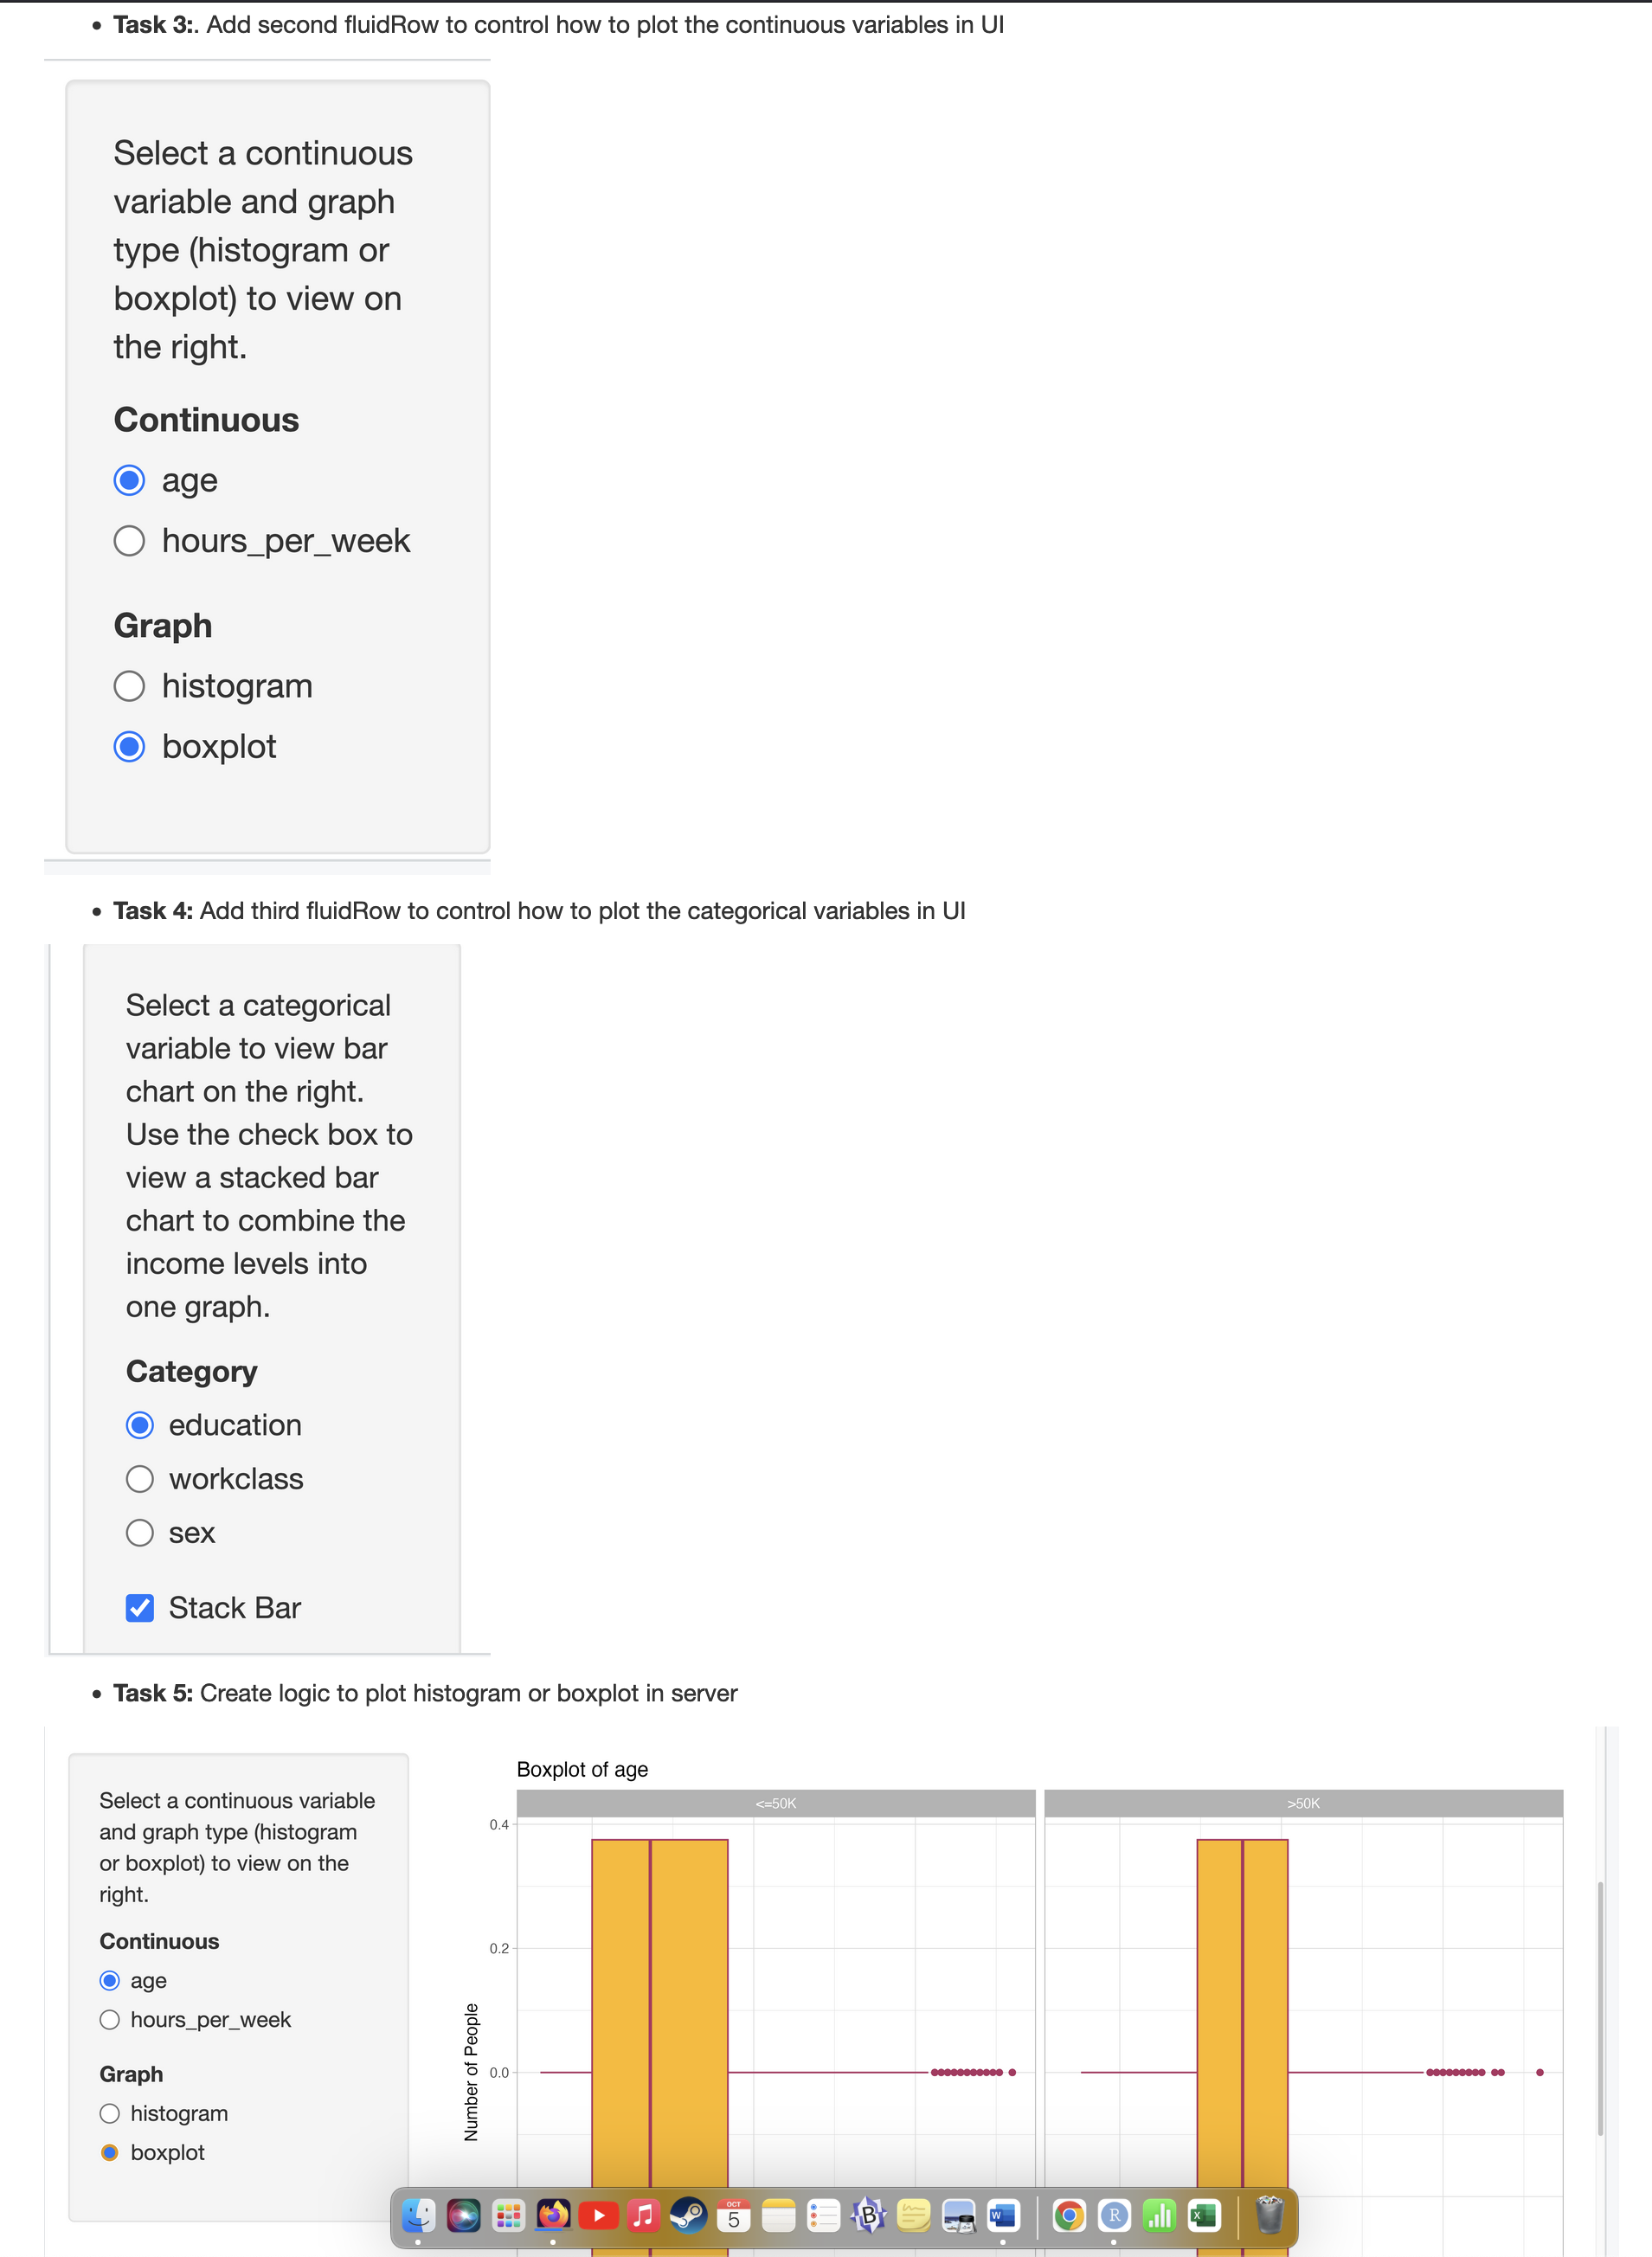 • Task 3:. Add second fluidRow to control how to plot the continuous variables in UI
Select a continuous
variable and graph
type (histogram or
boxplot) to view on
the right.
Continuous
age
hours_per_week
Graph
histogram
boxplot
• Task 4: Add third fluidRow to control how to plot the categorical variables in UI
Select a categorical
variable to view bar
chart on the right.
Use the check box to
view a stacked bar
chart to combine the
income levels into
one graph.
Category
education
workclass
sex
Stack Bar
• Task 5: Create logic to plot histogram or boxplot in server
Select a continuous variable
and graph type (histogram
or boxplot) to view on the
right.
Continuous
age
hours_per_week
Graph
histogram
boxplot
Boxplot of age
<=50K
>50K
0.4
0.2
0.0
Number of People
OCT
5
B
W
R
X